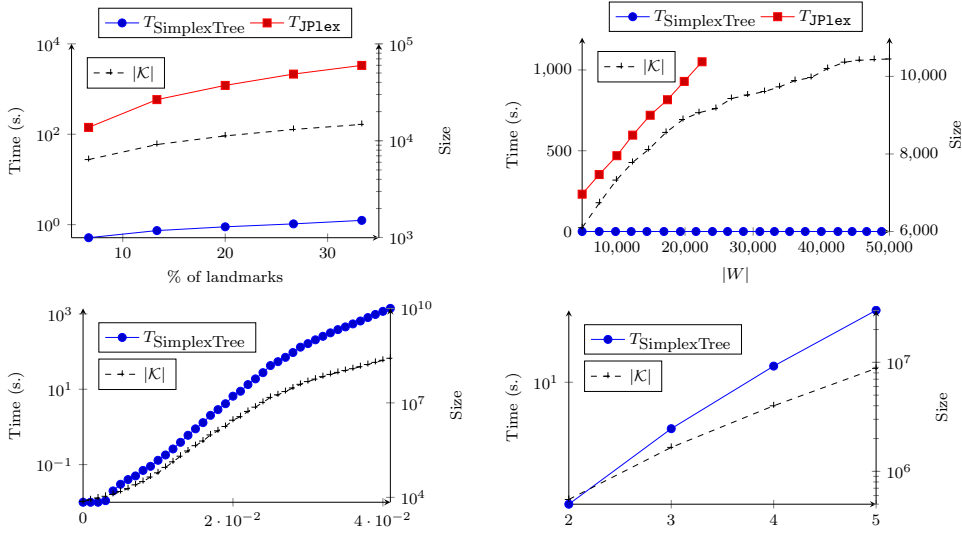 T_SimplexTree T_JPlex
|K|
10^4
10^2
10^0
Time (s.)
10 20 30
% of landmarks
10^5
10^4
10^3
Size
T_SimplexTree T_JPlex
|K|
1,000
500
0
Time (s.)
10,000 20,000 30,000 40,000 50,000
|W|
10,000
8,000
6,000
Size
T_SimplexTree
|K|
10^3
10^1
10^−1
Time (s.)
0 2 · 10^−2 4 · 10^−2
10^10
10^7
10^4
Size
T_SimplexTree
|K|
10^1
Time (s.)
2 3 4 5
10^7
10^6
Size